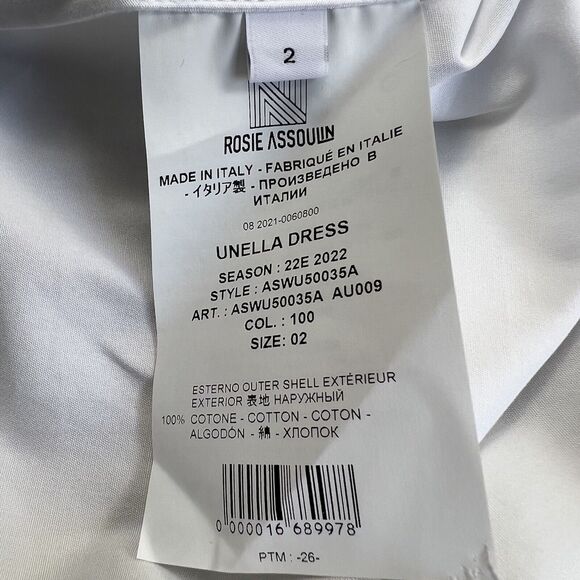 2
ROSIE ASSOULIN
MADE IN ITALY - FABRIQUÉ EN ITALIE
- イタリア製 - ПРОИЗВЕДЕНО В
ИТАЛИИ
08 2021-0060800
UNELLA DRESS
SEASON : 22E 2022
STYLE : ASWU50035A
ART. : ASWU50035A AU009
COL. : 100
SIZE: 02
ESTERNO OUTER SHELL EXTÉRIEUR
EXTERIOR 表地 НАРУЖНЫЙ
100% COTONE - COTTON - COTON -
ALGODÓN - 綿 - ХЛОПОК
0 000016 689978
PTM : -26-